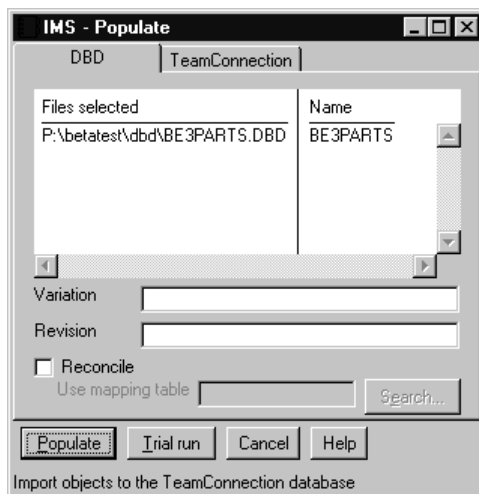 IMS - Populate
DBD TeamConnection
Files selected Name
P:\betatest\dbd\BE3PARTS.DBD BE3PARTS
Variation
Revision
Reconcile
Use mapping table Search...
Populate Trial run Cancel Help
Import objects to the TeamConnection database